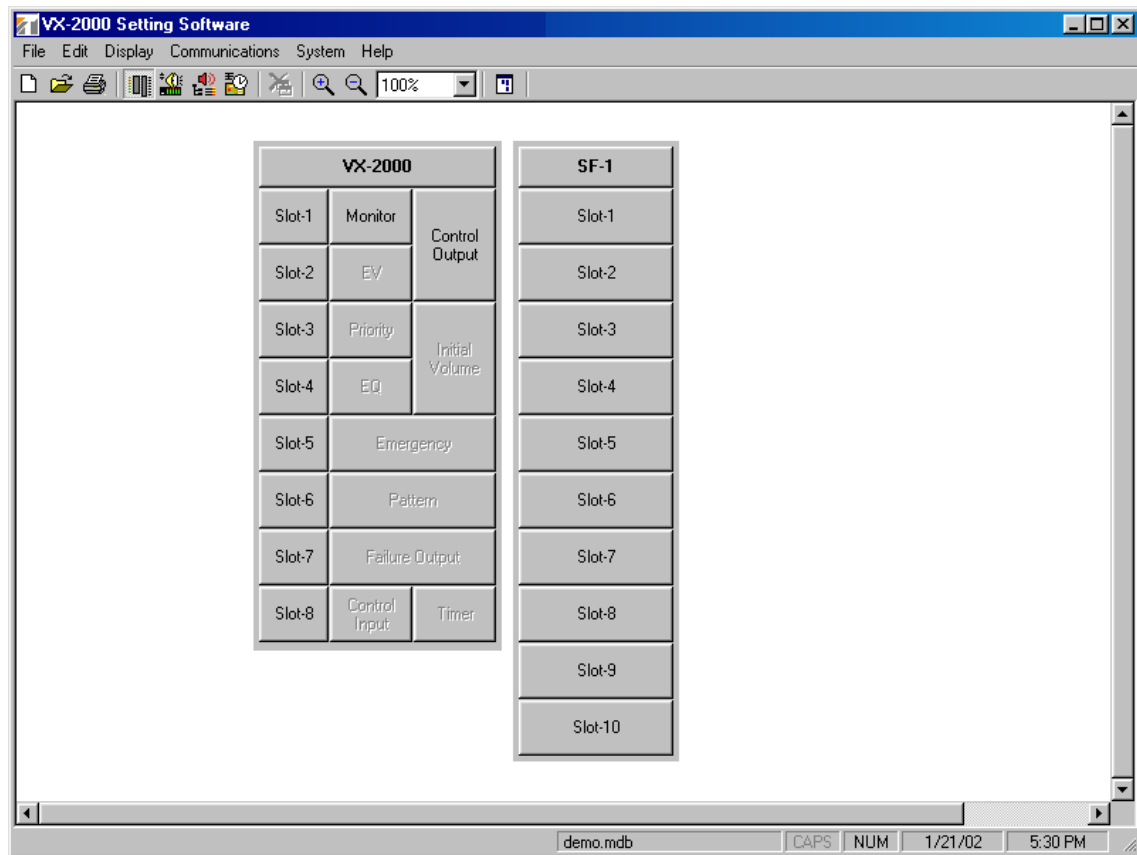 VX-2000 Setting Software
File Edit Display Communications System Help
100%
VX-2000
SF-1
Slot-1 Monitor Control Output Slot-1
Slot-2 EV Slot-2
Slot-3 Priority Initial Volume Slot-3
Slot-4 EQ Slot-4
Slot-5 Emergency Slot-5
Slot-6 Pattern Slot-6
Slot-7 Failure Output Slot-7
Slot-8 Control Input Timer Slot-8
Slot-9
Slot-10
demo.mdb CAPS NUM 1/21/02 5:30 PM